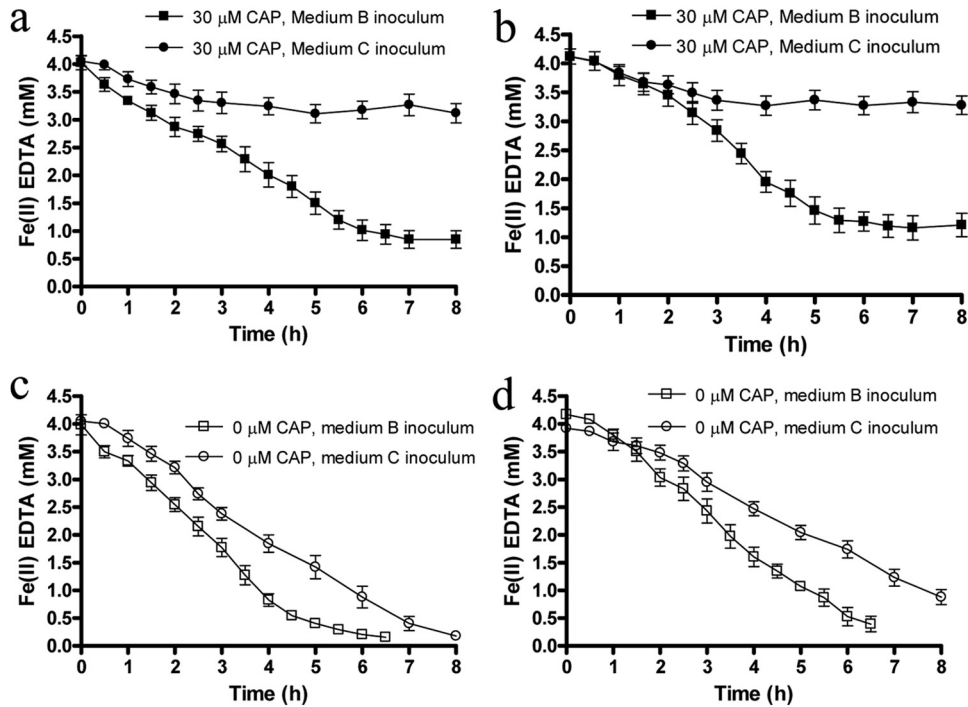 a
30 μM CAP, Medium B inoculum
30 μM CAP, Medium C inoculum
Fe(II) EDTA (mM)
4.5
4.0
3.5
3.0
2.5
2.0
1.5
1.0
0.5
0.0
0 1 2 3 4 5 6 7 8
Time (h)
b
30 μM CAP, Medium B inoculum
30 μM CAP, Medium C inoculum
Fe(II) EDTA (mM)
4.5
4.0
3.5
3.0
2.5
2.0
1.5
1.0
0.5
0.0
0 1 2 3 4 5 6 7 8
Time (h)
c
0 μM CAP, medium B inoculum
0 μM CAP, medium C inoculum
Fe(II) EDTA (mM)
4.5
4.0
3.5
3.0
2.5
2.0
1.5
1.0
0.5
0.0
0 1 2 3 4 5 6 7 8
Time (h)
d
0 μM CAP, medium B inoculum
0 μM CAP, medium C inoculum
Fe(II) EDTA (mM)
4.5
4.0
3.5
3.0
2.5
2.0
1.5
1.0
0.5
0.0
0 1 2 3 4 5 6 7 8
Time (h)